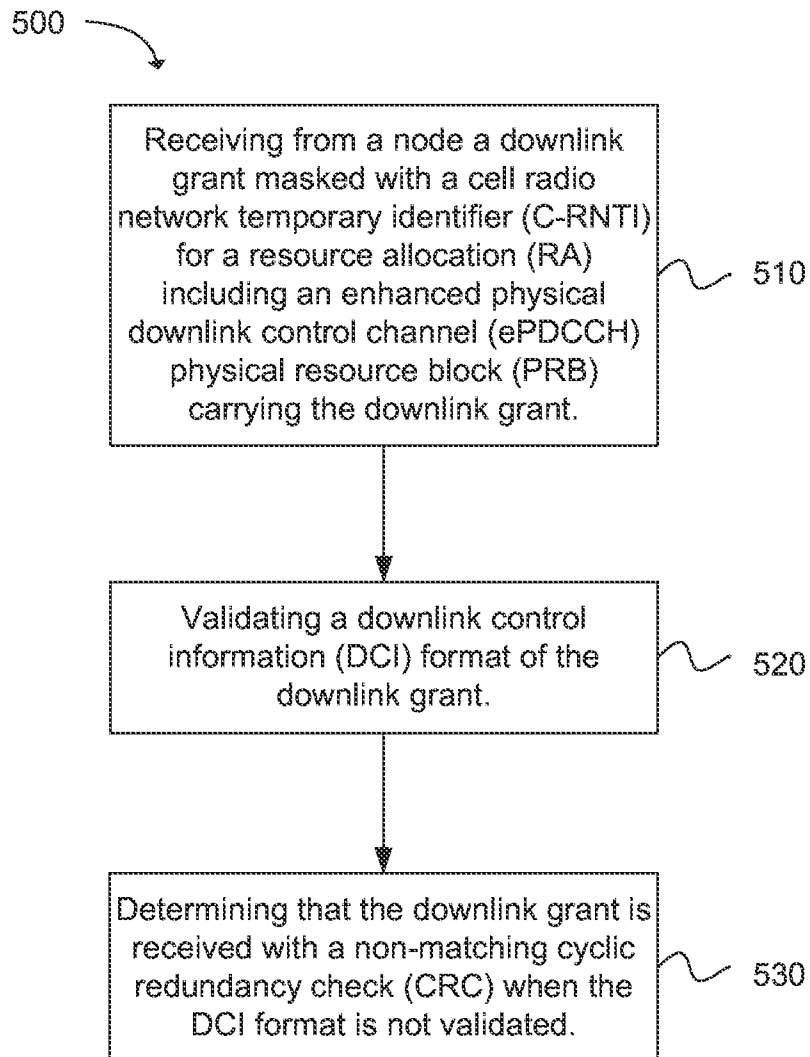 500
Receiving from a node a downlink
grant masked with a cell radio
network temporary identifier (C-RNTI)
for a resource allocation (RA)
including an enhanced physical
downlink control channel (ePDCCH)
physical resource block (PRB)
carrying the downlink grant.
510
Validating a downlink control
information (DCI) format of the
downlink grant.
520
Determining that the downlink grant is
received with a non-matching cyclic
redundancy check (CRC) when the
DCI format is not validated.
530